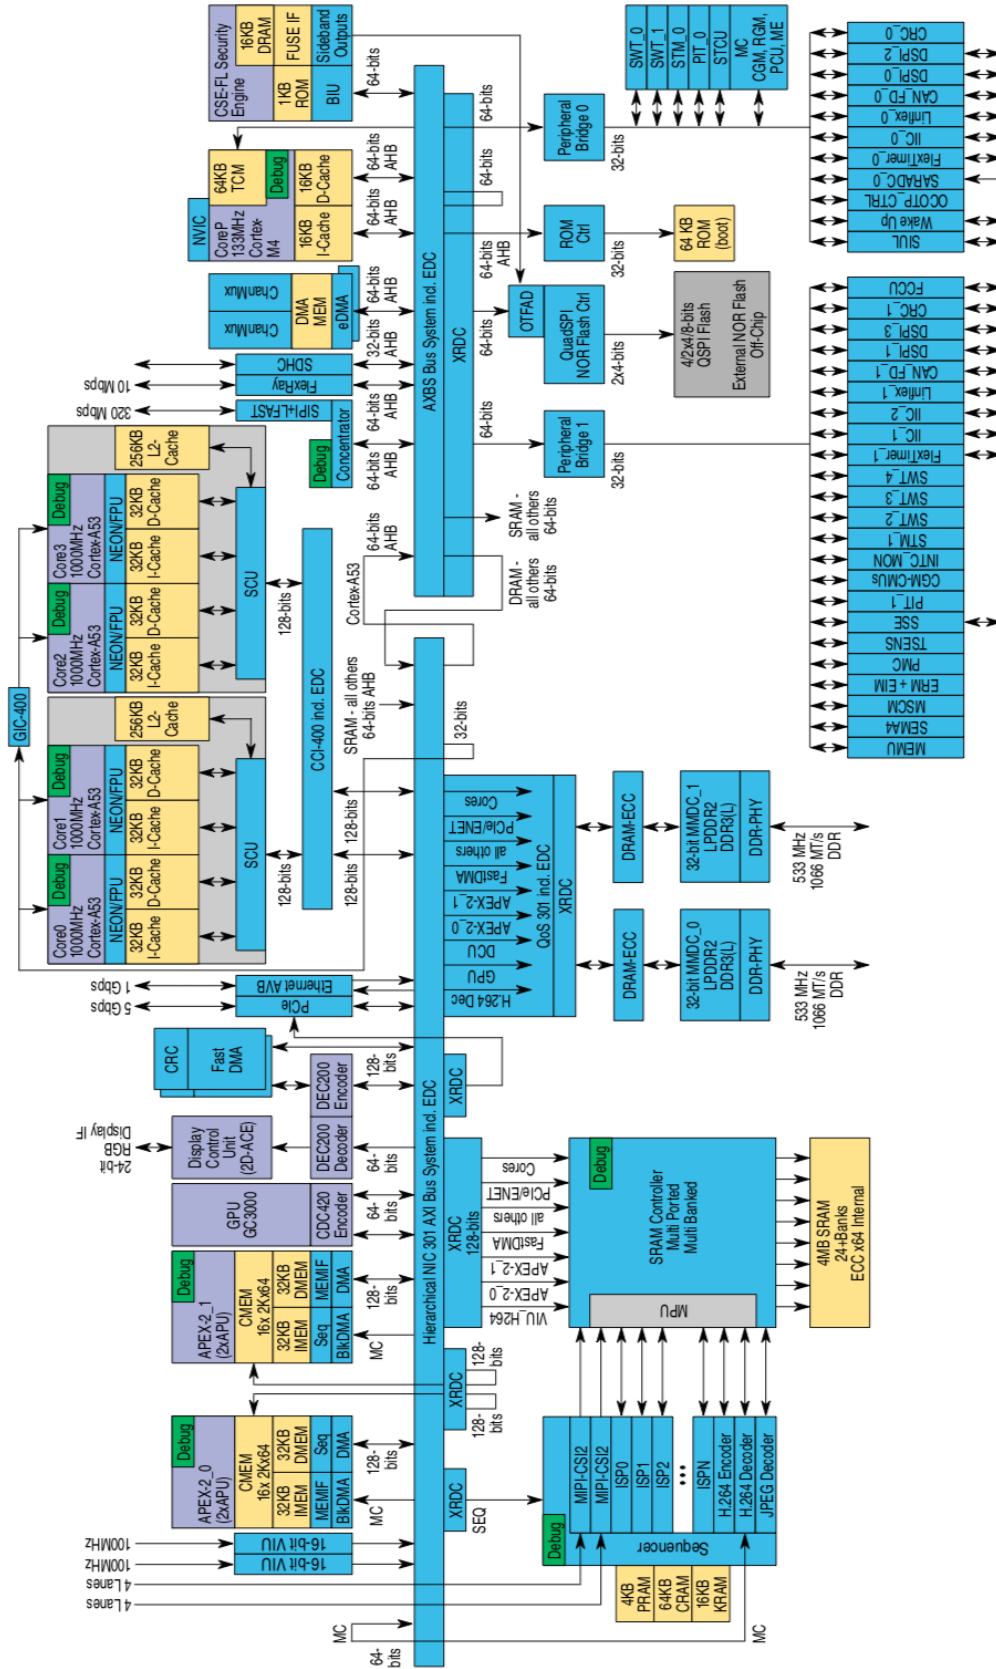 4 Lanes
4 Lanes
100MHz
100MHz
16-bit VIU
16-bit VIU
MC
64-
bits
Debug
APEX-2_0
(2xAPU)
CMEM
16x 2Kx64
32KB
IMEM
32KB
DMEM
MEMIF
Seq
BlkDMA
DMA
MC
128-
bits
Debug
APEX-2_1
(2xAPU)
CMEM
16x 2Kx64
32KB
IMEM
32KB
DMEM
Seq
MEMIF
BlkDMA
DMA
MC
128-
bits
GPU
GC3000
CDC420
Encoder
64-
bits
24-bit
RGB
Display IF
Display
Control
Unit
(2D-ACE)
DEC200
Decoder
DEC200
Encoder
64-
bits
CRC
Fast
DMA
128-
bits
5 Gbps
1 Gbps
PCIe
Ethernet AVB
GIC-400
Debug
Core0
1000MHz
Cortex-A53
NEON/FPU
32KB
I-Cache
32KB
D-Cache
Debug
Core1
1000MHz
Cortex-A53
NEON/FPU
32KB
I-Cache
32KB
D-Cache
256KB
L2-
Cache
SCU
128-bits
Debug
Core2
1000MHz
Cortex-A53
NEON/FPU
32KB
I-Cache
32KB
D-Cache
Debug
Core3
1000MHz
Cortex-A53
NEON/FPU
32KB
I-Cache
32KB
D-Cache
256KB
L2-
Cache
SCU
128-bits
CCI-400 incl. EDC
128-bits
128-bits
SRAM - all others
64-bits AHB
Cortex-A53
64-bits
AHB
320 Mbps
10 Mbps
SIPI+LFAST
Debug
Concentrator
64-bits
AHB
FlexRay
SDHC
64-bits
AHB
ChanMux
ChanMux
DMA
MEM
eDMA
32-bits
AHB
64-bits
AHB
NVIC
CoreP
133MHz
Cortex-
M4
64KB
TCM
Debug
16KB
I-Cache
16KB
D-Cache
64-bits
AHB
64-bits
AHB
CSE-FL Security
Engine
16KB
DRAM
1KB
ROM
FUSE IF
BIU
Sideband
Outputs
64-bits
64-bits
Hierarchical NIC 301 AXI Bus System incl. EDC
AXBS Bus System incl. EDC
XRDC
XRDC
SEQ
XRDC
128-
bits
128-
bits
XRDC
128-bits
XRDC
32-bits
VIU_H264
APEX-2_0
APEX-2_1
FastDMA
all others
PCIe/ENET
Cores
H.264 Dec
GPU
DCU
APEX-2_0
APEX-2_1
FastDMA
all others
PCIe/ENET
Cores
QoS 301 incl. EDC
XRDC
DRAM -
all others
64-bits
SRAM -
all others
64-bits
64-bits
64-bits
64-bits
AHB
64-bits
64-bits
Debug
Sequencer
4KB
PRAM
64KB
CRAM
16KB
KRAM
MC
MIPI-CSI2
MIPI-CSI2
ISP0
ISP1
ISP2
•••
ISPN
H.264 Encoder
H.264 Decoder
JPEG Decoder
Debug
SRAM Controller
Multi Ported
Multi Banked
MPU
4MB SRAM
24+Banks
ECC x64 Internal
DRAM-ECC
32-bit MMDC_0
LPDDR2
DDR3(L)
DDR-PHY
533 MHz
1066 MT/s
DDR
DRAM-ECC
32-bit MMDC_1
LPDDR2
DDR3(L)
DDR-PHY
533 MHz
1066 MT/s
DDR
Peripheral
Bridge 1
32-bits
OTFAD
QuadSPI
NOR Flash Ctrl
2x4-bits
4/2x4/8-bits
QSPI Flash
External NOR Flash
Off-Chip
ROM
Ctrl
32-bits
64 KB
ROM
(boot)
Peripheral
Bridge 0
32-bits
SWT_0
SWT_1
STM_0
PIT_0
STCU
MC
CGM, RGM,
PCU, ME
MEMU
SEMA4
MSCM
ERM + EIM
PMC
TSENS
SSE
PIT_1
CGM-CMUs
INTC_MON
STM_1
SWT_2
SWT_3
SWT_4
FlexTimer_1
IIC_1
IIC_2
Linflex_1
CAN_FD_1
DSPI_1
DSPI_3
CRC_1
FCCU
SIUL
Wake Up
OCOTP_CTRL
SARADC_0
FlexTimer_0
IIC_0
Linflex_0
CAN_FD_0
DSPI_0
DSPI_2
CRC_0